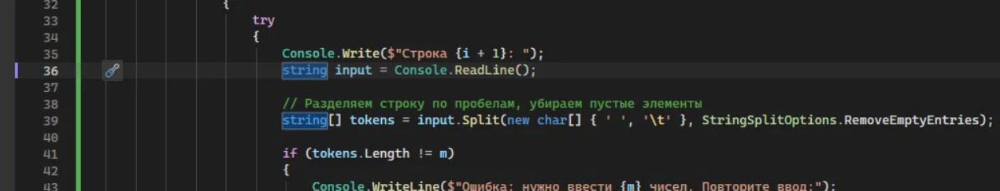 32 {
33 try
34 {
35 Console.Write($"Строка {i + 1}: ");
36 string input = Console.ReadLine();
37
38 // Разделяем строку по пробелам, убираем пустые элементы
39 string[] tokens = input.Split(new char[] { ' ', '\t' }, StringSplitOptions.RemoveEmptyEntries);
40
41 if (tokens.Length != m)
42 {
43 Console.WriteLine($"Ошибка: нужно ввести {m} чисел. Повторите ввод:");